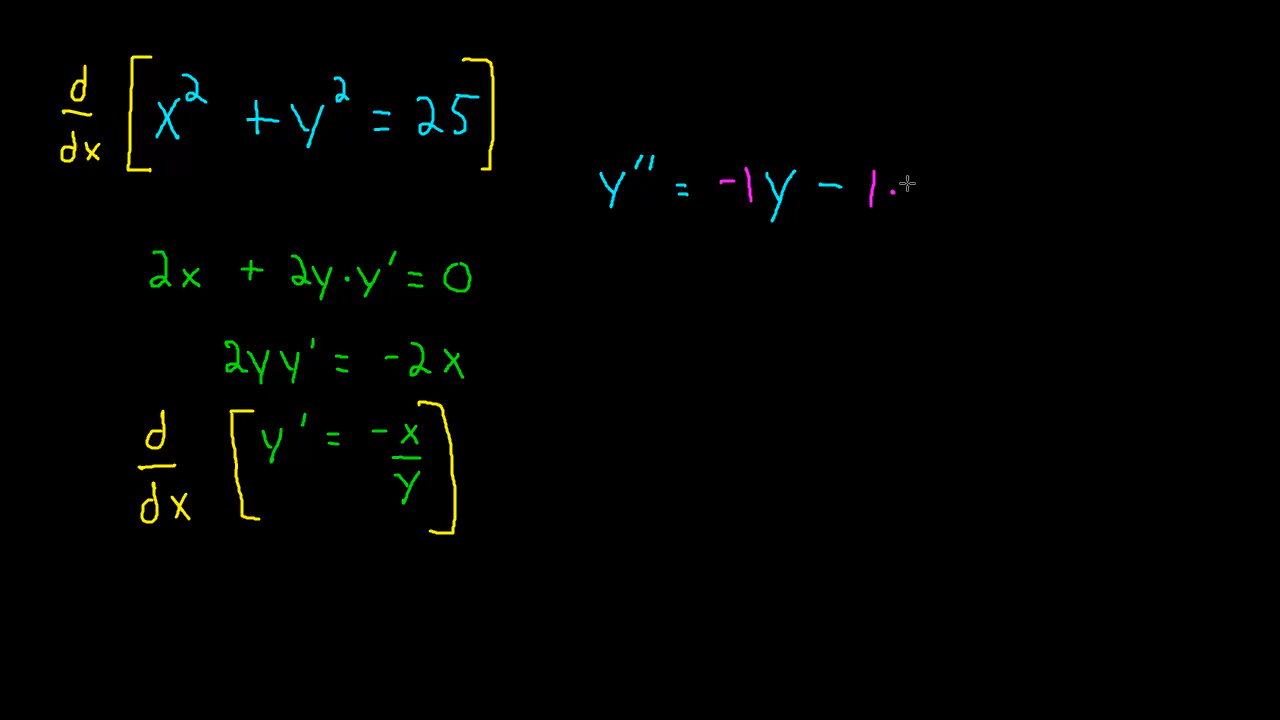 d/dx [x² + y² = 25]
2x + 2y·y' = 0
2yy' = -2x
d/dx [y' = -x/y]
y'' = -1y - 1·